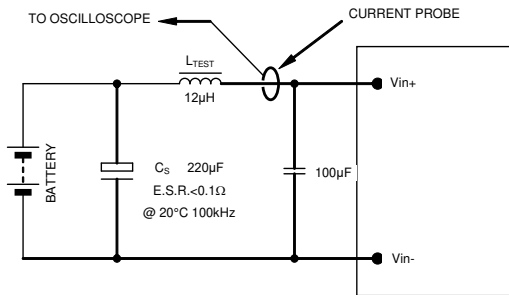 TO OSCILLOSCOPE
CURRENT PROBE
LTEST
12μH
Vin+
BATTERY
CS 220μF
E.S.R.<0.1Ω
@ 20°C 100kHz
100μF
Vin-